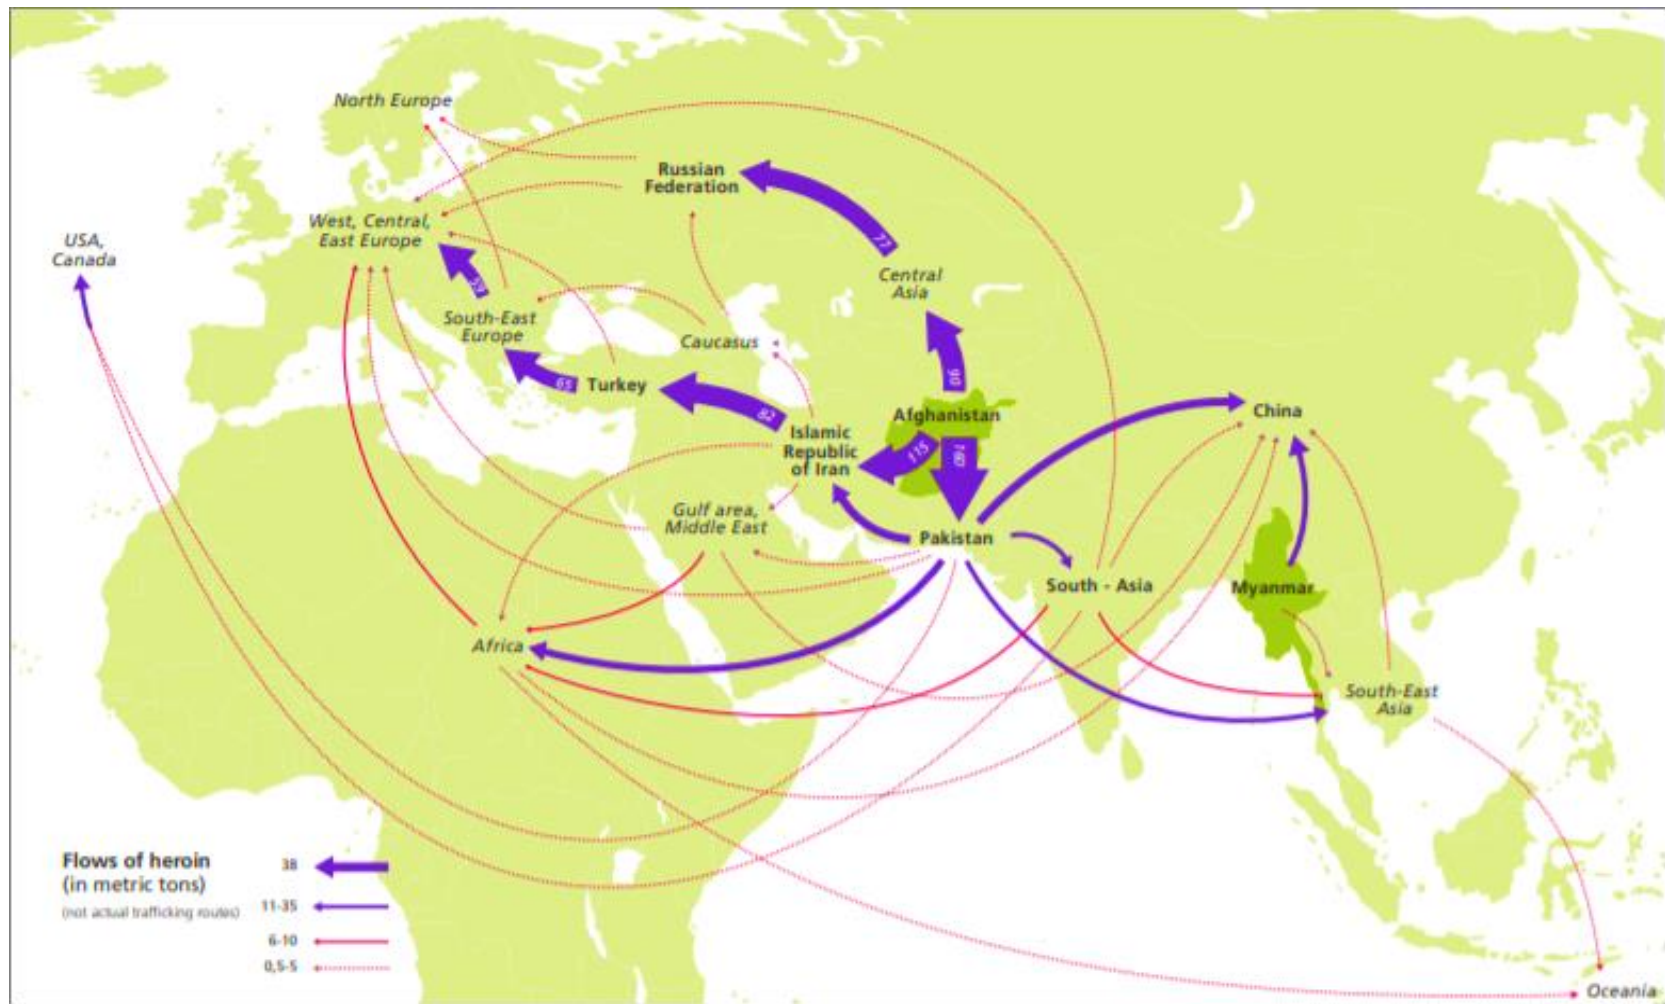 North Europe
Russian
Federation
West, Central,
East Europe
USA,
Canada
77
Central
Asia
South-East
Europe
Caucasus
90
65
Turkey
82
Afghanistan
China
Islamic
Republic
of Iran
115
160
Gulf area,
Middle East
Pakistan
South - Asia
Myanmar
Africa
South-East
Asia
Flows of heroin
(in metric tons)
(not actual trafficking routes)
38
11-35
6-10
0,5-5
Oceania